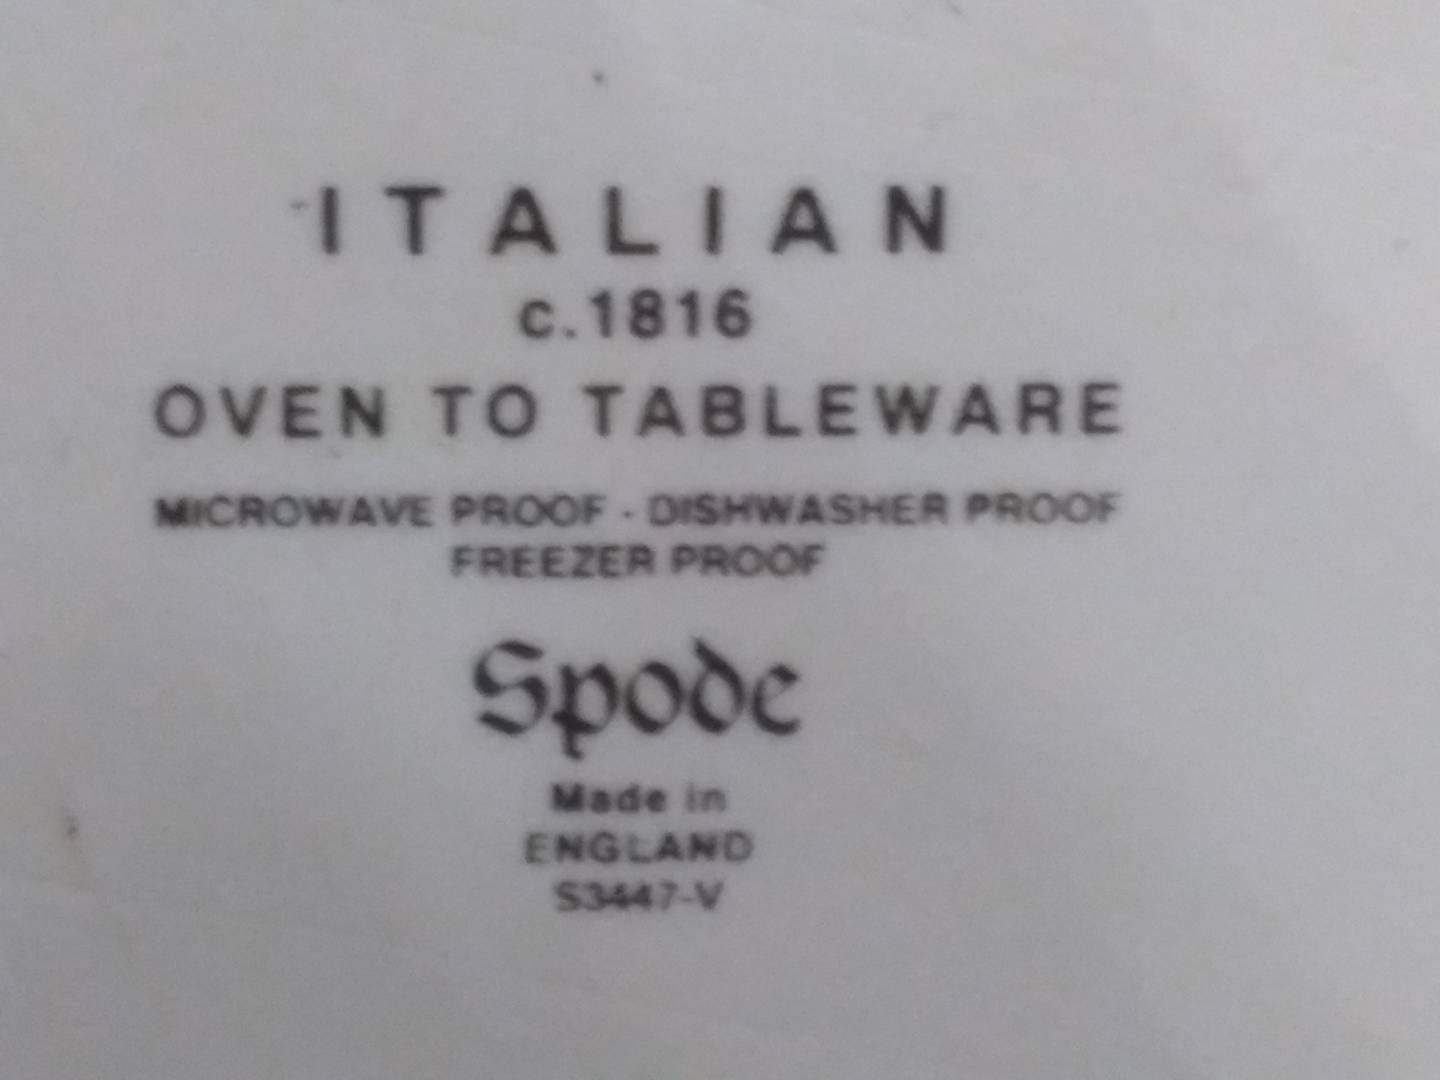 ITALIAN
c.1816
OVEN TO TABLEWARE
MICROWAVE PROOF · DISHWASHER PROOF
FREEZER PROOF
Spode
Made in
ENGLAND
S3447-V